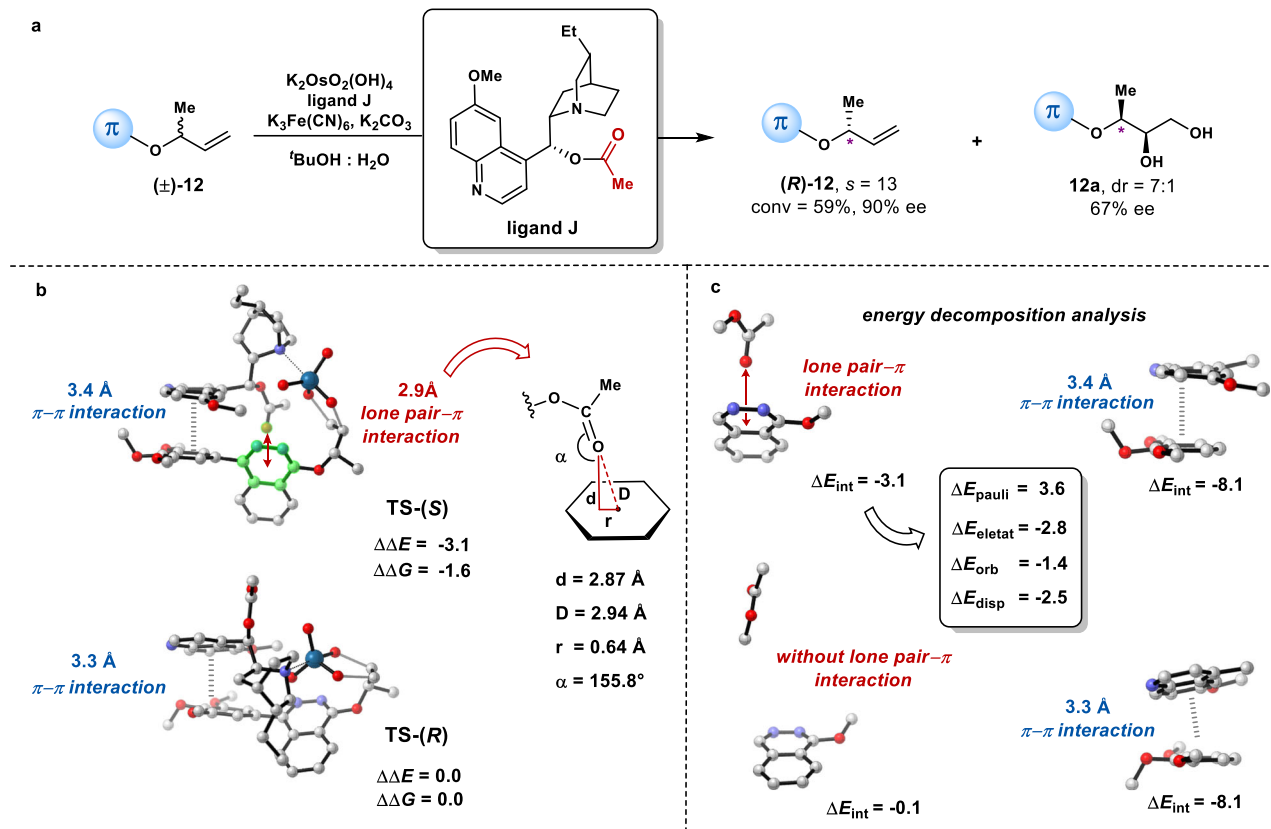 a
π
O
Me
(±)-12
K2OsO2(OH)4
ligand J
K3Fe(CN)6, K2CO3
tBuOH : H2O
Et
OMe
N
N
O
O
Me
ligand J
π
O
Me
*
(R)-12, s = 13
conv = 59%, 90% ee
+
π
O
Me
*
OH
OH
12a, dr = 7:1
67% ee
b
3.4 Å
π–π interaction
2.9Å
lone pair–π
interaction
TS-(S)
ΔΔE = -3.1
ΔΔG = -1.6
O
Me
O
α
d
D
r
d = 2.87 Å
D = 2.94 Å
r = 0.64 Å
α = 155.8°
3.3 Å
π–π interaction
TS-(R)
ΔΔE = 0.0
ΔΔG = 0.0
c
energy decomposition analysis
lone pair–π
interaction
ΔEint = -3.1
3.4 Å
π–π interaction
ΔEint = -8.1
ΔEpauli = 3.6
ΔEeletat = -2.8
ΔEorb = -1.4
ΔEdisp = -2.5
without lone pair–π
interaction
ΔEint = -0.1
3.3 Å
π–π interaction
ΔEint = -8.1